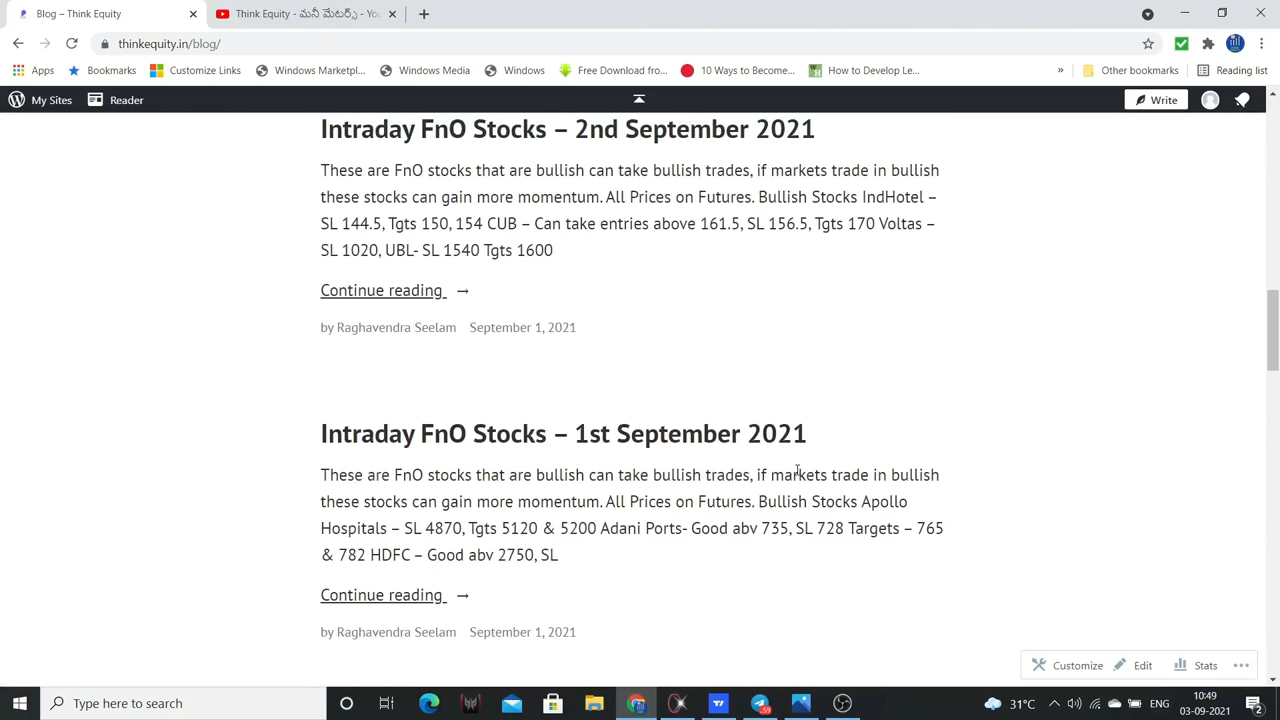 Blog – Think Equity
Think Equity - మనీ మేటర్స్ - You
thinkequity.in/blog/
Apps
Bookmarks
Customize Links
Windows Marketpl...
Windows Media
Windows
Free Download fro...
10 Ways to Become...
How to Develop Le...
»
Other bookmarks
Reading list
My Sites
Reader
Write
Intraday FnO Stocks – 2nd September 2021
These are FnO stocks that are bullish can take bullish trades, if markets trade in bullish
these stocks can gain more momentum. All Prices on Futures. Bullish Stocks IndHotel –
SL 144.5, Tgts 150, 154 CUB – Can take entries above 161.5, SL 156.5, Tgts 170 Voltas –
SL 1020, UBL- SL 1540 Tgts 1600
Continue reading →
by Raghavendra Seelam September 1, 2021
Intraday FnO Stocks – 1st September 2021
These are FnO stocks that are bullish can take bullish trades, if markets trade in bullish
these stocks can gain more momentum. All Prices on Futures. Bullish Stocks Apollo
Hospitals – SL 4870, Tgts 5120 & 5200 Adani Ports- Good abv 735, SL 728 Targets – 765
& 782 HDFC – Good abv 2750, SL
Continue reading →
by Raghavendra Seelam September 1, 2021
Customize
Edit
Stats
Type here to search
31°C
ENG
10:49
03-09-2021